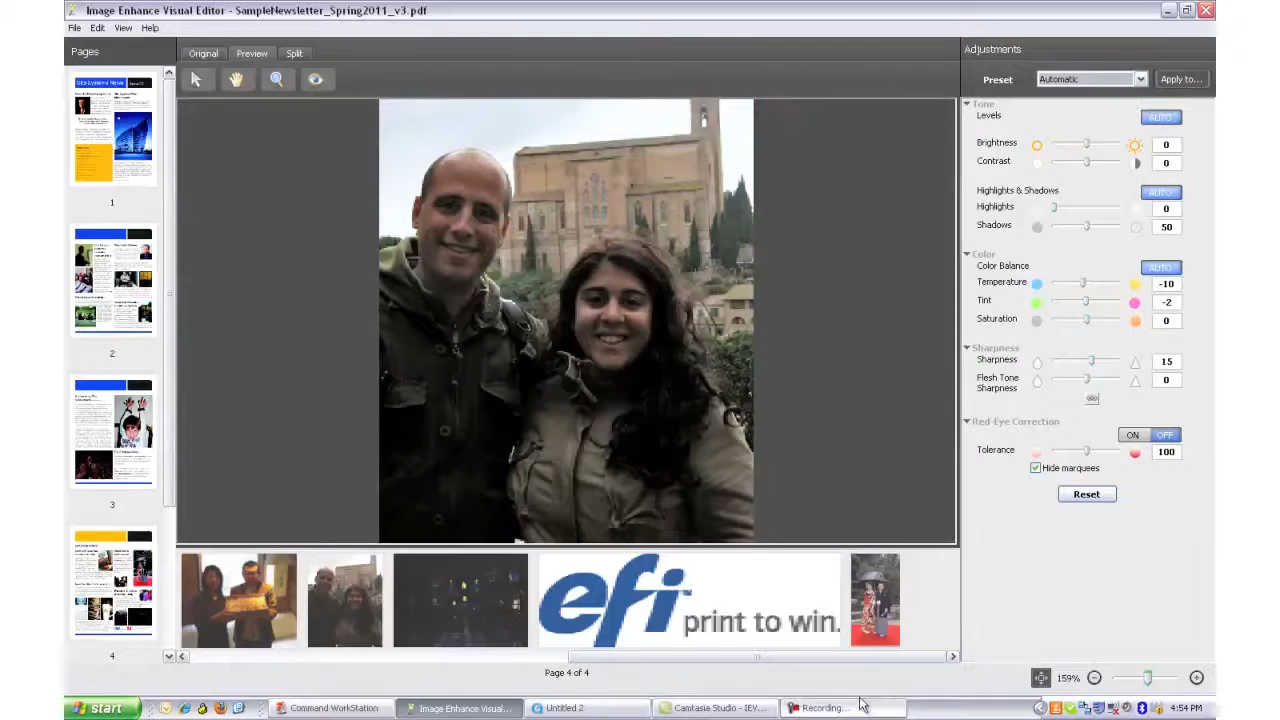 Image Enhance Visual Editor - SampleNewsletter_Spring2011_v3.pdf
File Edit View Help
Pages
Original Preview Split
Adjustments
Preset Automatic Apply to...
Tone
Levels AUTO
Brightness 0
Contrast 0
Highlights & Shadows AUTO
Highlights 0
Shadows 50
Color
Color Balance AUTO
Temperature -10
Tint -2
Saturation 0
Sharpness
Sharpness 15
Flesh Tone
Sharpness 0
Red-eye Correction
ON OFF
Tolerance 100
Hide marquees
Reset
1
2
3
4
efi print to win.
Page 4 of 4
159%
start
Command WorkStation
Image Enhance Visual...
Untitled 2
Camtasia Studio - IEV...
Recording...
4:54 PM